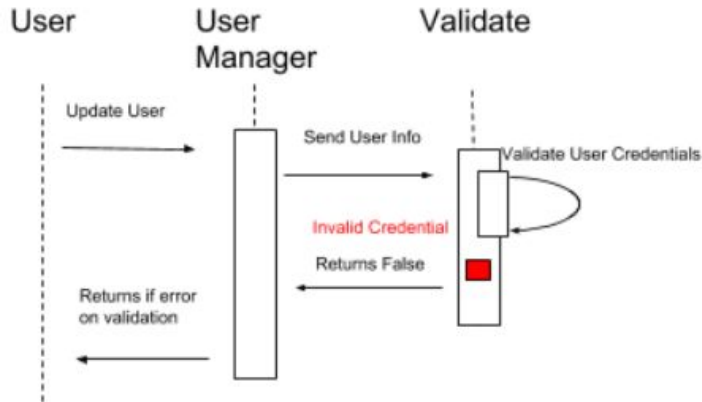 User
User
Manager
Validate
Update User
Send User Info
Validate User Credentials
Invalid Credential
Returns False
Returns if error
on validation